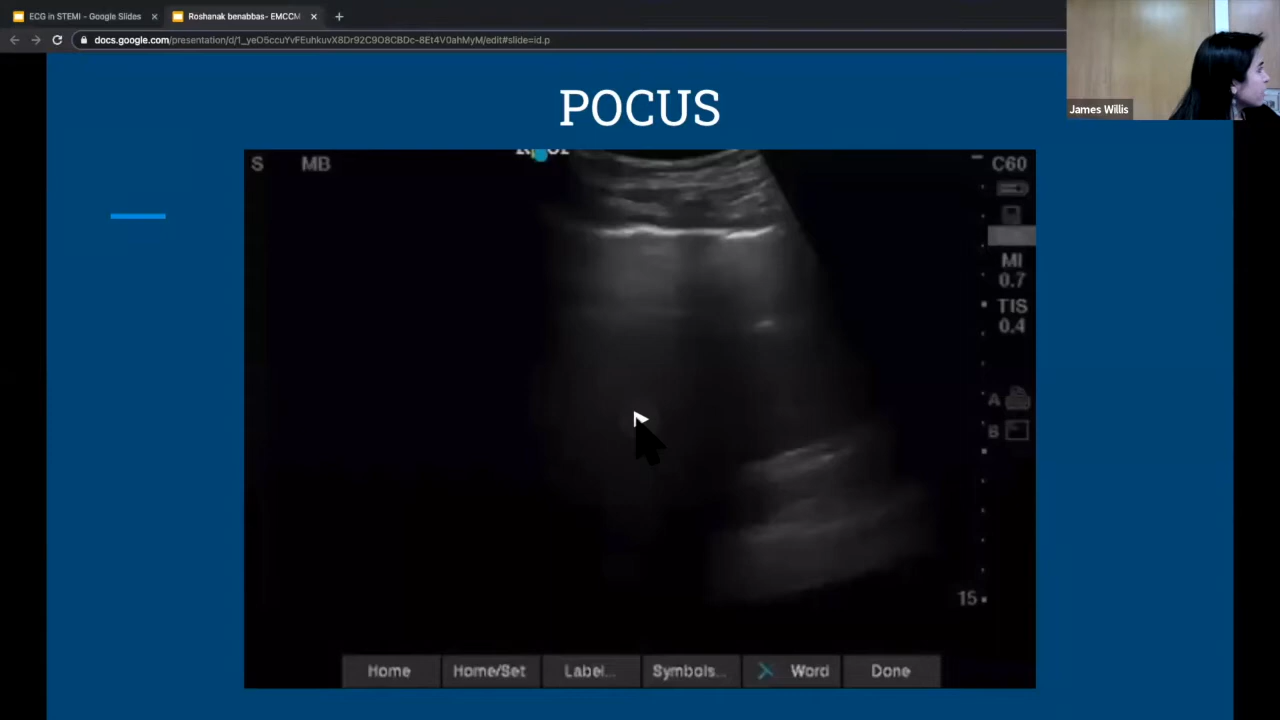 ECG in STEMI - Google Slides
Roshanak benabbas- EMCCM
docs.google.com/presentation/d/1_yeO5ccuYvFEuhkuvX8Dr92C9O8CBDc-8Et4V0ahMyM/edit#slide=id.p
James Willis
POCUS
S MB
C60
MI
0.7
TIS
0.4
A
B
15
Home Home/Set Label... Symbols... Word Done